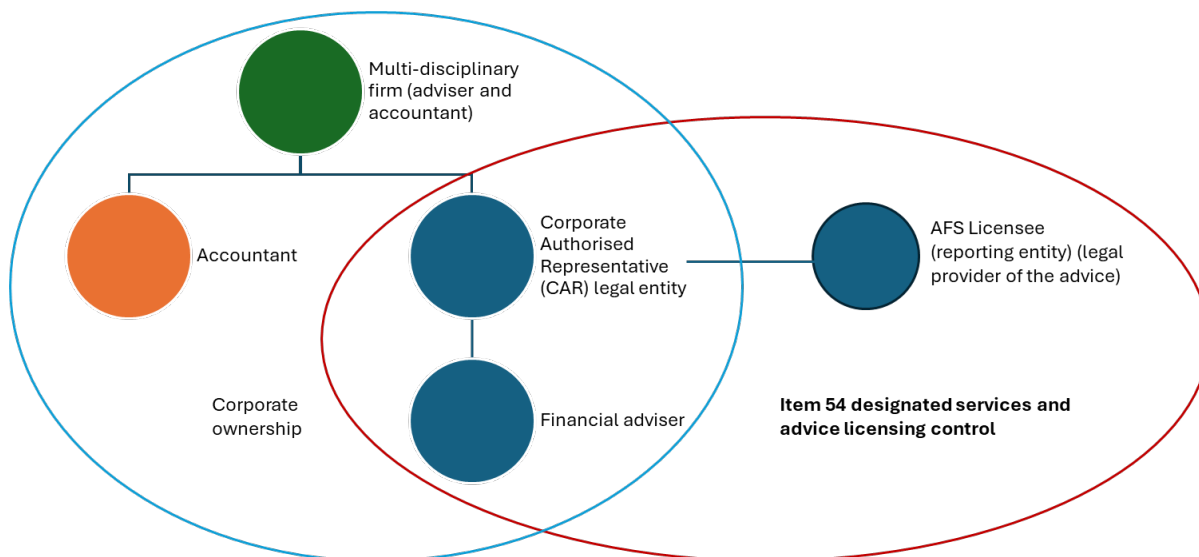 Multi-disciplinary
firm (adviser and
accountant)
Accountant
Corporate
Authorised
Representative
(CAR) legal entity
AFS Licensee
(reporting entity) (legal
provider of the advice)
Corporate
ownership
Financial adviser
Item 54 designated services and
advice licensing control